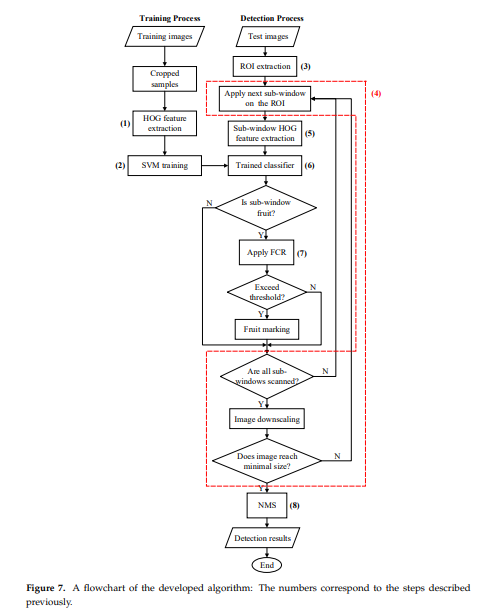 Training Process
Detection Process
Training images
Test images
ROI extraction
(3)
Cropped
samples
Apply next sub-window
on the ROI
(4)
(1)
HOG feature
extraction
Sub-window HOG
feature extraction
(5)
(2)
SVM training
Trained classifier
(6)
N
Is sub-window
fruit?
Y
Apply FCR
(7)
Exceed
threshold?
N
Y
Fruit marking
Are all sub-
windows scanned?
N
Y
Image downscaling
Does image reach
minimal size?
N
Y
NMS
(8)
Detection results
End
Figure 7. A flowchart of the developed algorithm: The numbers correspond to the steps described
previously.